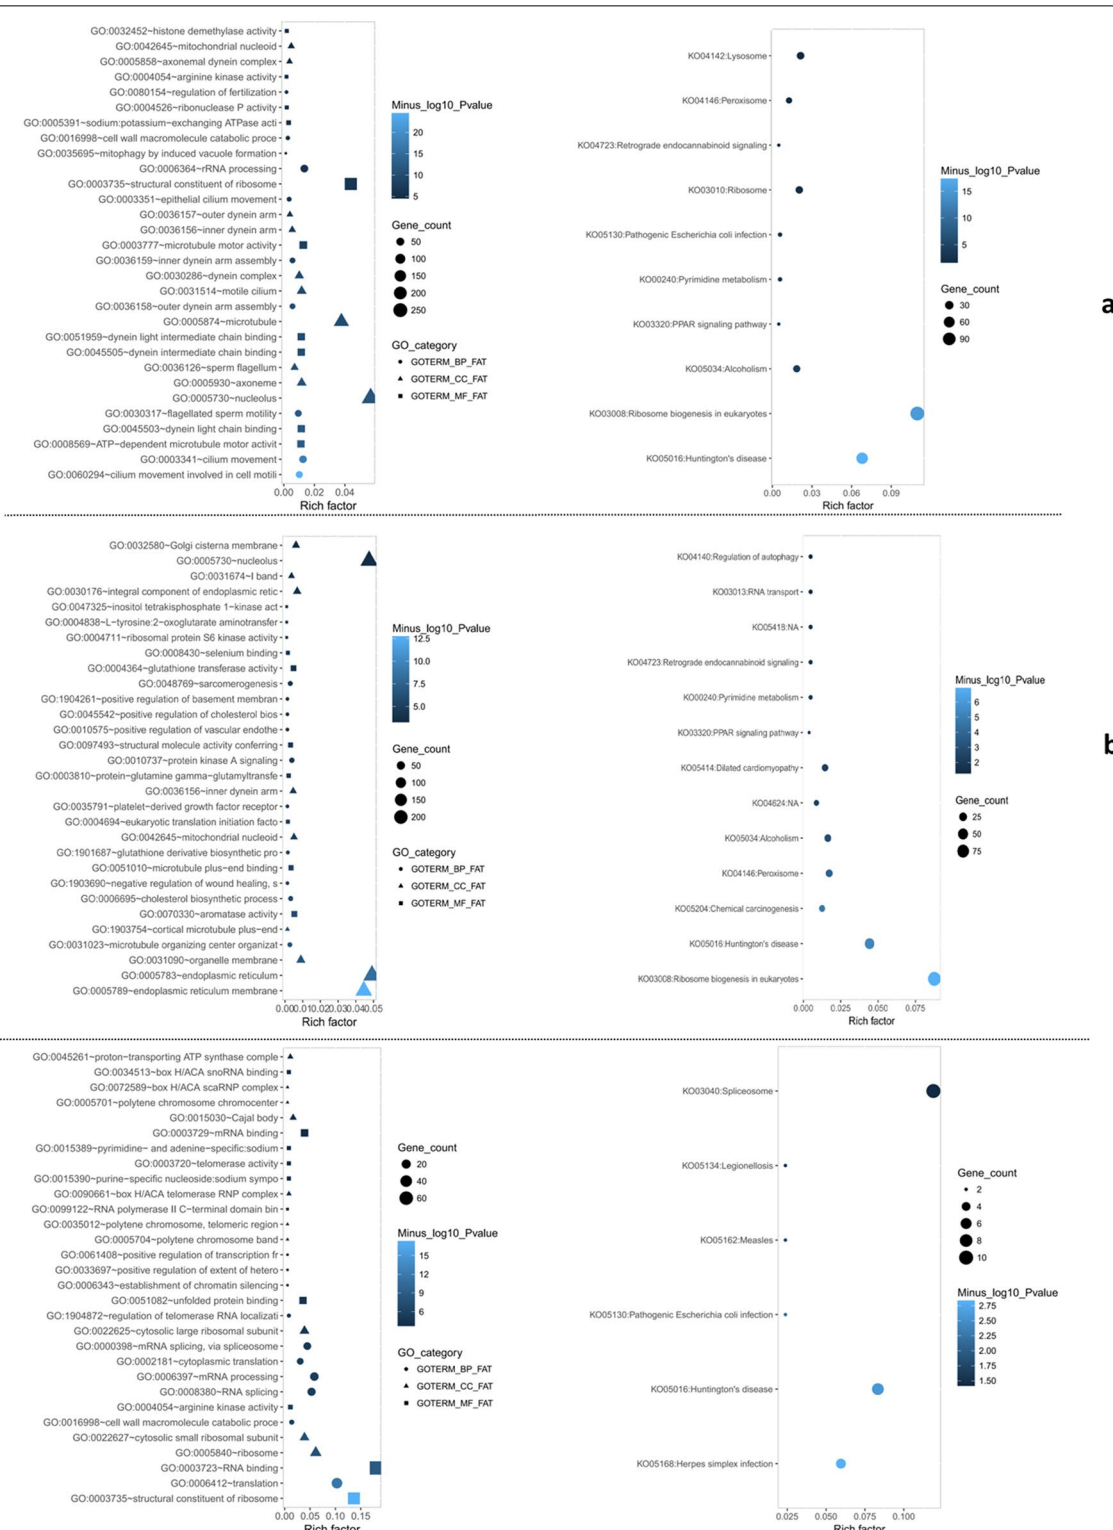 GO:0032452~histone demethylase activity
GO:0042645~mitochondrial nucleoid
GO:0005858~axonemal dynein complex
GO:0004054~arginine kinase activity
GO:0080154~regulation of fertilization
GO:0004526~ribonuclease P activity
GO:0005391~sodium:potassium−exchanging ATPase acti
GO:0016998~cell wall macromolecule catabolic proce
GO:0035695~mitophagy by induced vacuole formation
GO:0006364~rRNA processing
GO:0003735~structural constituent of ribosome
GO:0003351~epithelial cilium movement
GO:0036157~outer dynein arm
GO:0036156~inner dynein arm
GO:0003777~microtubule motor activity
GO:0036159~inner dynein arm assembly
GO:0030286~dynein complex
GO:0031514~motile cilium
GO:0036158~outer dynein arm assembly
GO:0005874~microtubule
GO:0051959~dynein light intermediate chain binding
GO:0045505~dynein intermediate chain binding
GO:0036126~sperm flagellum
GO:0005930~axoneme
GO:0005730~nucleolus
GO:0030317~flagellated sperm motility
GO:0045503~dynein light chain binding
GO:0008569~ATP−dependent microtubule motor activit
GO:0003341~cilium movement
GO:0060294~cilium movement involved in cell motili
0.00 0.02 0.04
Rich factor
Minus_log10_Pvalue
20
15
10
5
Gene_count
50
100
150
200
250
GO_category
GOTERM_BP_FAT
GOTERM_CC_FAT
GOTERM_MF_FAT
KO04142:Lysosome
KO04146:Peroxisome
KO04723:Retrograde endocannabinoid signaling
KO03010:Ribosome
KO05130:Pathogenic Escherichia coli infection
KO00240:Pyrimidine metabolism
KO03320:PPAR signaling pathway
KO05034:Alcoholism
KO03008:Ribosome biogenesis in eukaryotes
KO05016:Huntington's disease
0.00 0.03 0.06 0.09
Rich factor
Minus_log10_Pvalue
15
10
5
Gene_count
30
60
90
a
GO:0032580~Golgi cisterna membrane
GO:0005730~nucleolus
GO:0031674~I band
GO:0030176~integral component of endoplasmic retic
GO:0047325~inositol tetrakisphosphate 1−kinase act
GO:0004838~L−tyrosine:2−oxoglutarate aminotransfer
GO:0004711~ribosomal protein S6 kinase activity
GO:0008430~selenium binding
GO:0004364~glutathione transferase activity
GO:0048769~sarcomerogenesis
GO:1904261~positive regulation of basement membran
GO:0045542~positive regulation of cholesterol bios
GO:0010575~positive regulation of vascular endothe
GO:0097493~structural molecule activity conferring
GO:0010737~protein kinase A signaling
GO:0003810~protein−glutamine gamma−glutamyltransfe
GO:0036156~inner dynein arm
GO:0035791~platelet−derived growth factor receptor
GO:0004694~eukaryotic translation initiation facto
GO:0042645~mitochondrial nucleoid
GO:1901687~glutathione derivative biosynthetic pro
GO:0051010~microtubule plus−end binding
GO:1903690~negative regulation of wound healing, s
GO:0006695~cholesterol biosynthetic process
GO:0070330~aromatase activity
GO:1903754~cortical microtubule plus−end
GO:0031023~microtubule organizing center organizat
GO:0031090~organelle membrane
GO:0005783~endoplasmic reticulum
GO:0005789~endoplasmic reticulum membrane
0.00 0.01 0.02 0.03 0.04 0.05
Rich factor
Minus_log10_Pvalue
12.5
10.0
7.5
5.0
Gene_count
50
100
150
200
GO_category
GOTERM_BP_FAT
GOTERM_CC_FAT
GOTERM_MF_FAT
KO04140:Regulation of autophagy
KO03013:RNA transport
KO05418:NA
KO04723:Retrograde endocannabinoid signaling
KO00240:Pyrimidine metabolism
KO03320:PPAR signaling pathway
KO05414:Dilated cardiomyopathy
KO04624:NA
KO05034:Alcoholism
KO04146:Peroxisome
KO05204:Chemical carcinogenesis
KO05016:Huntington's disease
KO03008:Ribosome biogenesis in eukaryotes
0.000 0.025 0.050 0.075
Rich factor
Minus_log10_Pvalue
6
5
4
3
2
Gene_count
25
50
75
b
GO:0045261~proton−transporting ATP synthase comple
GO:0034513~box H/ACA snoRNA binding
GO:0072589~box H/ACA scaRNP complex
GO:0005701~polytene chromosome chromocenter
GO:0015030~Cajal body
GO:0003729~mRNA binding
GO:0015389~pyrimidine− and adenine−specific:sodium
GO:0003720~telomerase activity
GO:0015390~purine−specific nucleoside:sodium sympo
GO:0090661~box H/ACA telomerase RNP complex
GO:0099122~RNA polymerase II C−terminal domain bin
GO:0035012~polytene chromosome, telomeric region
GO:0005704~polytene chromosome band
GO:0061408~positive regulation of transcription fr
GO:0033697~positive regulation of extent of hetero
GO:0006343~establishment of chromatin silencing
GO:0051082~unfolded protein binding
GO:1904872~regulation of telomerase RNA localizati
GO:0022625~cytosolic large ribosomal subunit
GO:0000398~mRNA splicing, via spliceosome
GO:0002181~cytoplasmic translation
GO:0006397~mRNA processing
GO:0008380~RNA splicing
GO:0004054~arginine kinase activity
GO:0016998~cell wall macromolecule catabolic proce
GO:0022627~cytosolic small ribosomal subunit
GO:0005840~ribosome
GO:0003723~RNA binding
GO:0006412~translation
GO:0003735~structural constituent of ribosome
0.00 0.05 0.10 0.15
Rich factor
Gene_count
20
40
60
Minus_log10_Pvalue
15
12
9
6
GO_category
GOTERM_BP_FAT
GOTERM_CC_FAT
GOTERM_MF_FAT
KO03040:Spliceosome
KO05134:Legionellosis
KO05162:Measles
KO05130:Pathogenic Escherichia coli infection
KO05016:Huntington's disease
KO05168:Herpes simplex infection
0.025 0.050 0.075 0.100
Rich factor
Gene_count
2
4
6
8
10
Minus_log10_Pvalue
2.75
2.50
2.25
2.00
1.75
1.50